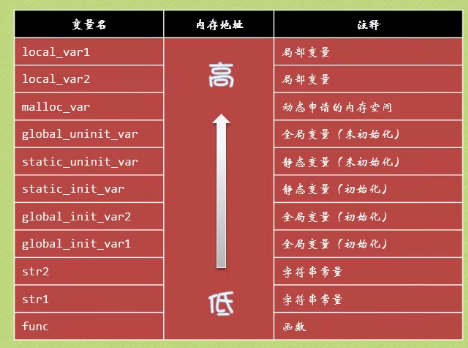 变量名 内存地址 注释
local_var1 局部变量
local_var2 高 局部变量
malloc_var 动态申请的内存空间
global_uninit_var 全局变量（未初始化）
static_uninit_var 静态变量（未初始化）
static_init_var 静态变量（初始化）
global_init_var2 全局变量（初始化）
global_init_var1 全局变量（初始化）
str2 字符串常量
str1 低 字符串常量
func 函数